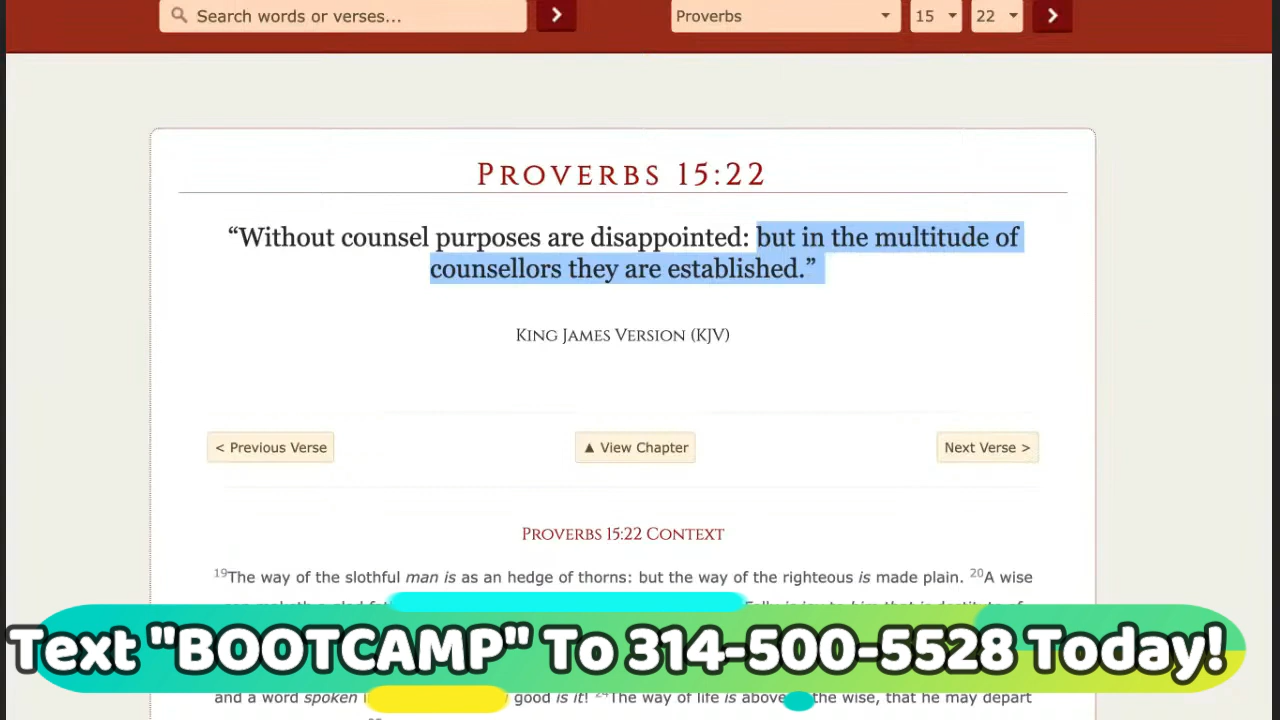 Search words or verses...
Proverbs 15 22
PROVERBS 15:22
“Without counsel purposes are disappointed: but in the multitude of
counsellors they are established.”
KING JAMES VERSION (KJV)
< Previous Verse ▲ View Chapter Next Verse >
PROVERBS 15:22 CONTEXT
19The way of the slothful man is as an hedge of thorns: but the way of the righteous is made plain. 20A wise
Text "BOOTCAMP" To 314-500-5528 Today!
and a word spoken good is it! 24The way of life is above the wise, that he may depart